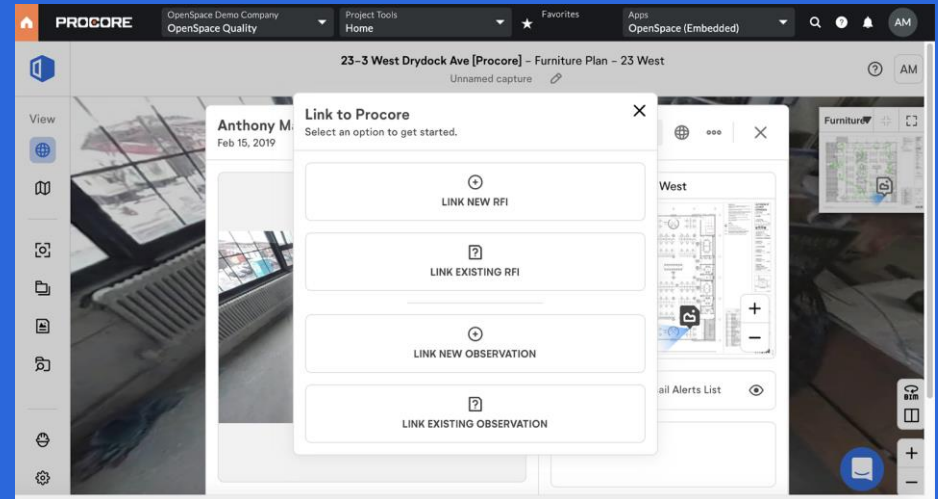 PROCORE
OpenSpace Demo Company
OpenSpace Quality
Project Tools
Home
Favorites
Apps
OpenSpace (Embedded)
AM
23-3 West Drydock Ave [Procore] – Furniture Plan – 23 West
Unnamed capture
AM
View
Anthony M
Feb 15, 2019
Link to Procore
Select an option to get started.
LINK NEW RFI
LINK EXISTING RFI
LINK NEW OBSERVATION
LINK EXISTING OBSERVATION
West
ail Alerts List
Furniture
BIM